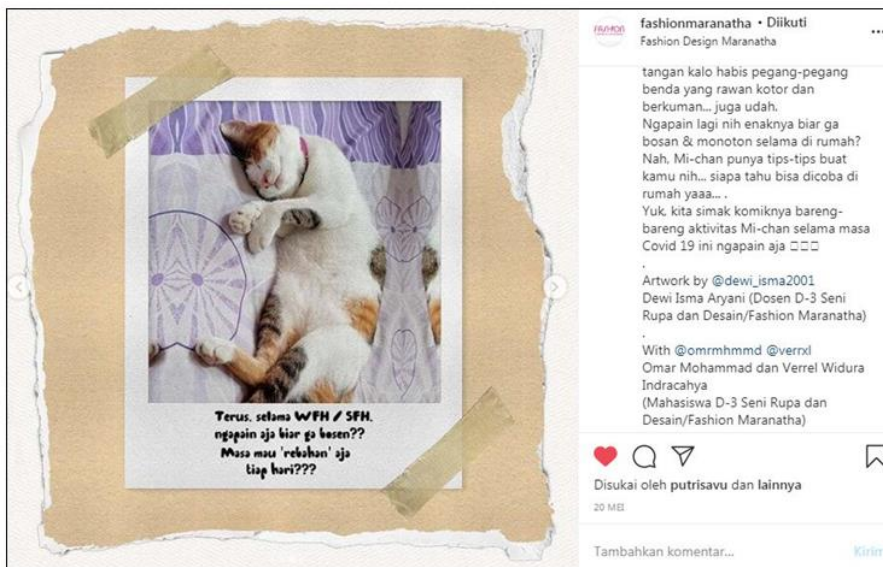 Terus, selama WFH / SFH,
ngapain aja biar ga bosen??
Masa mau 'rebahan' aja
tiap hari???
FASHION
fashionmaranatha • Diikuti
Fashion Design Maranatha
tangan kalo habis pegang-pegang
benda yang rawan kotor dan
berkuman... juga udah.
Ngapain lagi nih enaknya biar ga
bosan & monoton selama di rumah?
Nah, Mi-chan punya tips-tips buat
kamu nih... siapa tahu bisa dicoba di
rumah yaaa... .
Yuk, kita simak komiknya bareng-
bareng aktivitas Mi-chan selama masa
Covid 19 ini ngapain aja □□□
.
Artwork by @dewi_isma2001
Dewi Isma Aryani (Dosen D-3 Seni
Rupa dan Desain/Fashion Maranatha)
.
With @omrmhmmd @verrxl
Omar Mohammad dan Verrel Widura
Indracahya
(Mahasiswa D-3 Seni Rupa dan
Desain/Fashion Maranatha)
Disukai oleh putrisavu dan lainnya
20 MEI
Tambahkan komentar...
Kirim